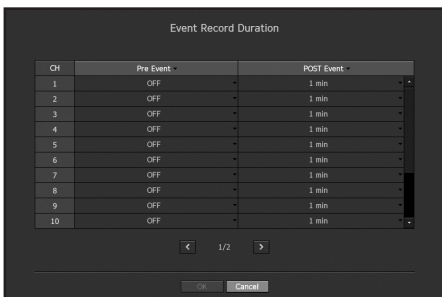 Event Record Duration
CH Pre Event POST Event
1 OFF 1 min
2 OFF 1 min
3 OFF 1 min
4 OFF 1 min
5 OFF 1 min
6 OFF 1 min
7 OFF 1 min
8 OFF 1 min
9 OFF 1 min
10 OFF 1 min
< 1/2 >
OK Cancel